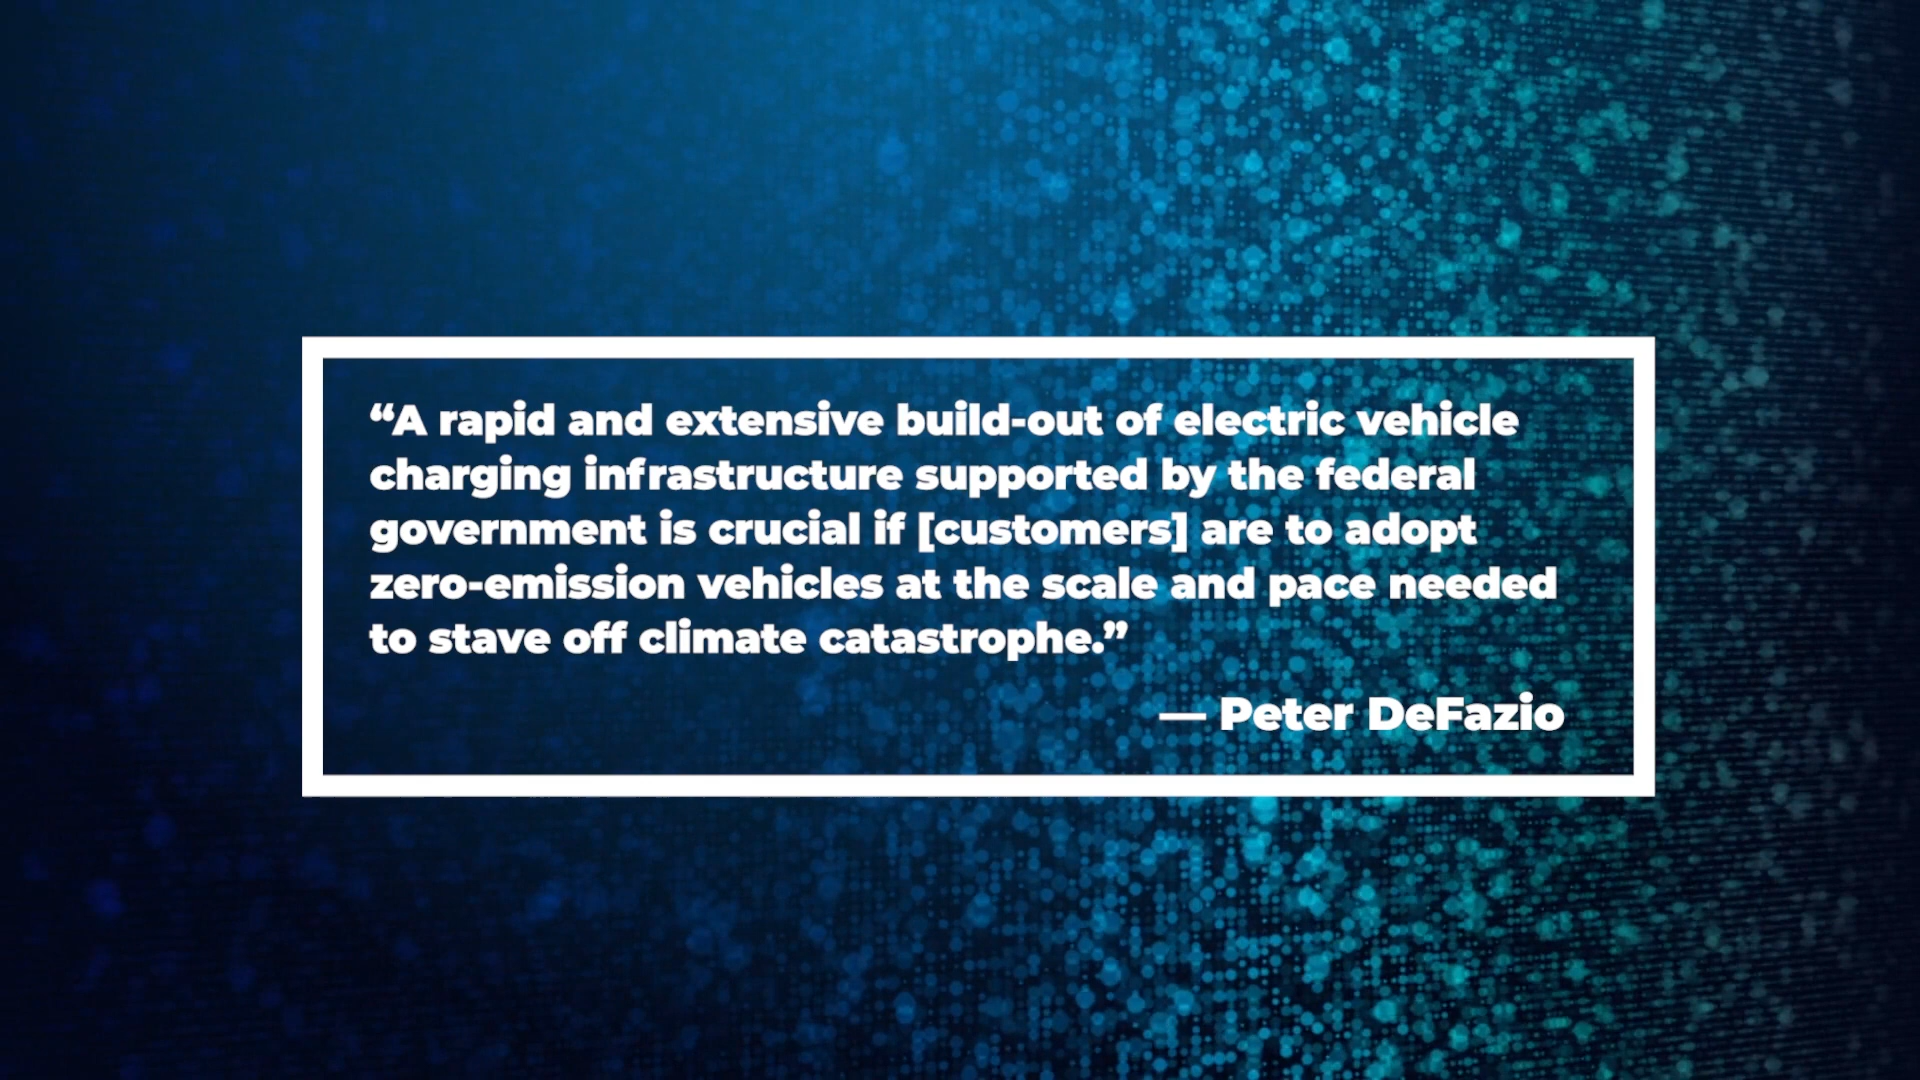 “A rapid and extensive build-out of electric vehicle
charging infrastructure supported by the federal
government is crucial if [customers] are to adopt
zero-emission vehicles at the scale and pace needed
to stave off climate catastrophe.”
— Peter DeFazio